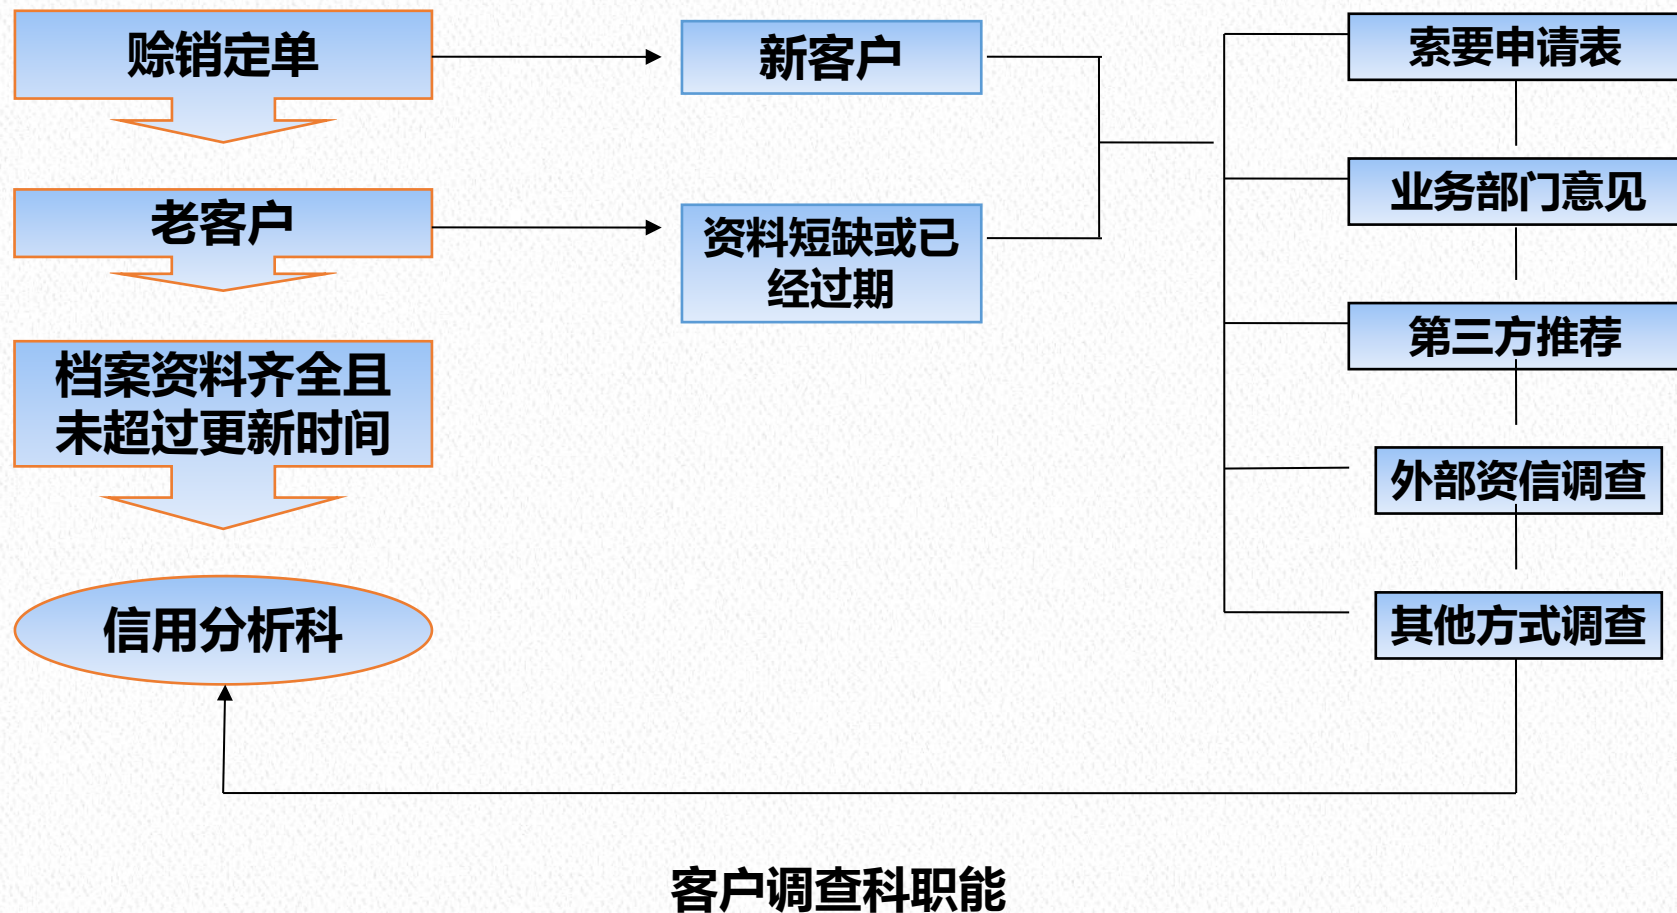 赊销定单
新客户
索要申请表
老客户
资料短缺或已
经过期
业务部门意见
第三方推荐
档案资料齐全且
未超过更新时间
外部资信调查
信用分析科
其他方式调查
客户调查科职能